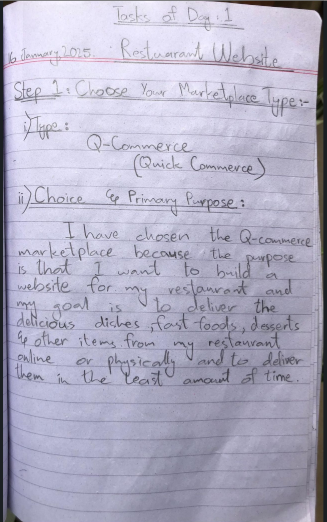 Tasks of Day : 1
16 January, 2025. Restuarant Website
Step 1 : Choose Your Marketplace Type :-
i) Type :
Q-Commerce
(Quick Commerce)
ii) Choice & Primary Purpose :
I have chosen the Q-commerce
marketplace because the purpose
is that I want to build a
website for my restaurant and
my goal is to deliver the
delicious dishes , fast foods , desserts
& other items from my restaurant
online or physically and to deliver
them in the least amount of time .